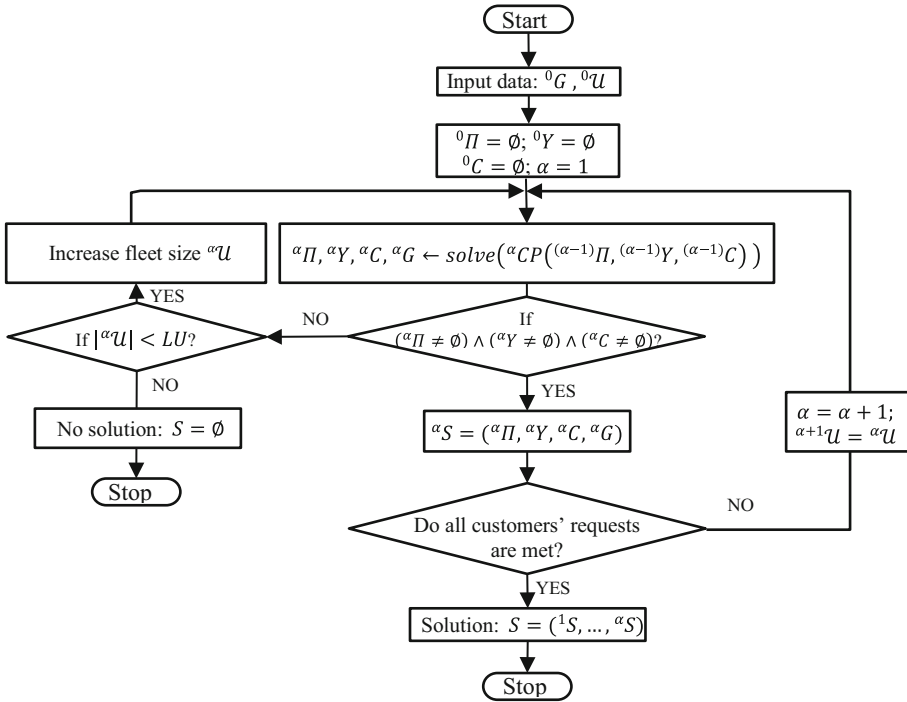 Start
Input data: ⁰G , ⁰𝒰
⁰Π = ∅; ⁰Y = ∅
⁰C = ∅; α = 1
Increase fleet size ᵅ𝒰
ᵅΠ, ᵅY, ᵅC, ᵅG ← solve(ᵅCP(⁽ᵅ⁻¹⁾Π, ⁽ᵅ⁻¹⁾Y, ⁽ᵅ⁻¹⁾C) )
YES
NO
If
(ᵅΠ ≠ ∅) ∧ (ᵅY ≠ ∅) ∧ (ᵅC ≠ ∅)?
If |ᵅ𝒰| < LU?
NO
YES
No solution: S = ∅
ᵅS = (ᵅΠ, ᵅY, ᵅC, ᵅG)
α = α + 1;
ᵅ⁺¹𝒰 = ᵅ𝒰
Stop
NO
Do all customers’ requests
are met?
YES
Solution: S = (¹S, … , ᵅS)
Stop